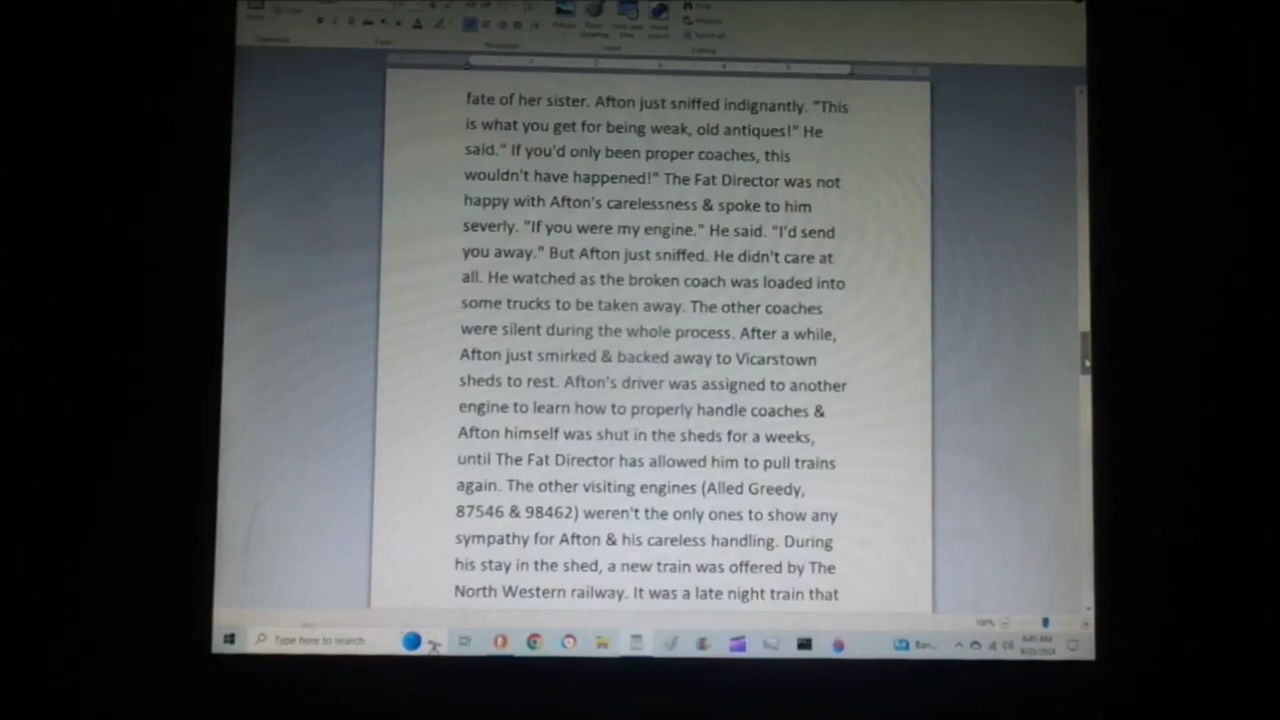 Find
Editing
fate of her sister. Afton just sniffed indignantly. "This
is what you get for being weak, old antiques!" He
said." If you'd only been proper coaches, this
wouldn't have happened!" The Fat Director was not
happy with Afton's carelessness & spoke to him
severly. "If you were my engine." He said. "I'd send
you away." But Afton just sniffed. He didn't care at
all. He watched as the broken coach was loaded into
some trucks to be taken away. The other coaches
were silent during the whole process. After a while,
Afton just smirked & backed away to Vicarstown
sheds to rest. Afton's driver was assigned to another
engine to learn how to properly handle coaches &
Afton himself was shut in the sheds for a weeks,
until The Fat Director has allowed him to pull trains
again. The other visiting engines (Alled Greedy,
87546 & 98462) weren't the only ones to show any
sympathy for Afton & his careless handling. During
his stay in the shed, a new train was offered by The
North Western railway. It was a late night train that
100%
Type here to search